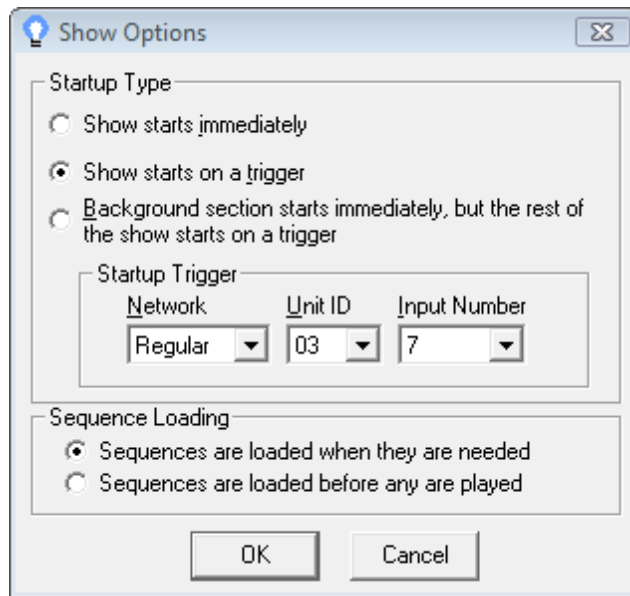 Show Options
Startup Type
Show starts immediately
Show starts on a trigger
Background section starts immediately, but the rest of
the show starts on a trigger
Startup Trigger
Network Unit ID Input Number
Regular 03 7
Sequence Loading
Sequences are loaded when they are needed
Sequences are loaded before any are played
OK Cancel